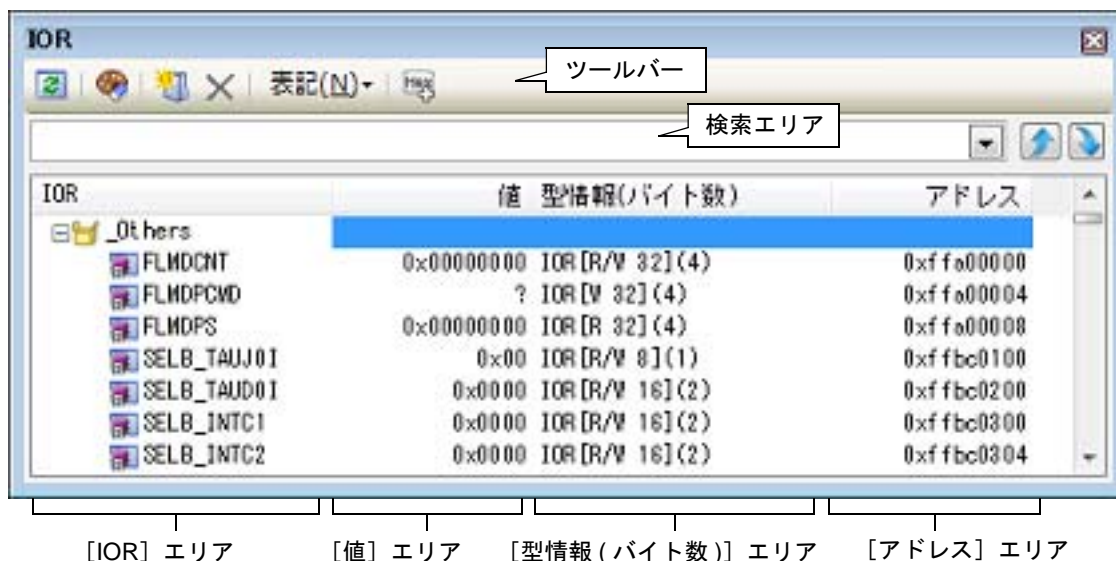 IOR
表記(N)
ツールバー
検索エリア
IOR 値 型情報(バイト数) アドレス
_Others
FLMDCNT 0x00000000 IOR[R/W 32](4) 0xffa00000
FLMDPCMD ? IOR[W 32](4) 0xffa00004
FLMDPS 0x00000000 IOR[R 32](4) 0xffa00008
SELB_TAUJ0I 0x00 IOR[R/W 8](1) 0xffbc0100
SELB_TAUD0I 0x0000 IOR[R/W 16](2) 0xffbc0200
SELB_INTC1 0x0000 IOR[R/W 16](2) 0xffbc0300
SELB_INTC2 0x0000 IOR[R/W 16](2) 0xffbc0304
［IOR］エリア ［値］エリア ［型情報 ( バイト数 )］エリア ［アドレス］エリア